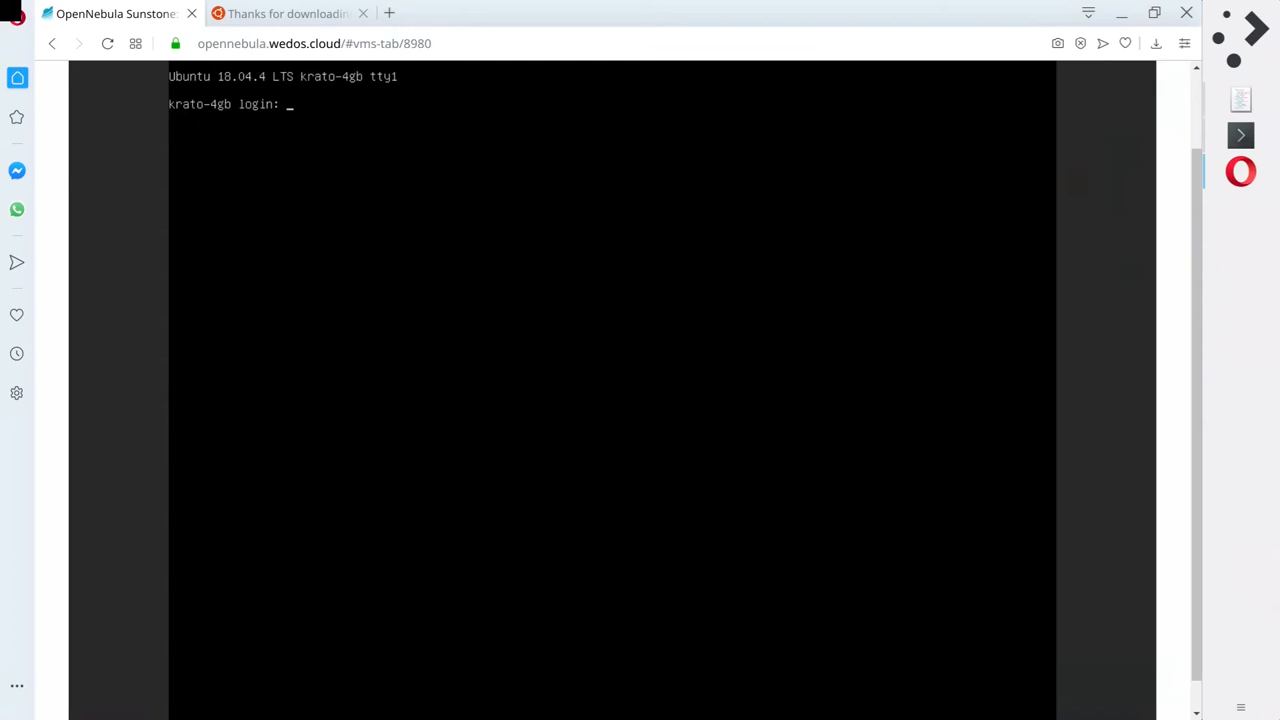 OpenNebula Sunstone:
Thanks for downloadin
opennebula.wedos.cloud/#vms-tab/8980
Ubuntu 18.04.4 LTS krato-4gb tty1
krato-4gb login: _